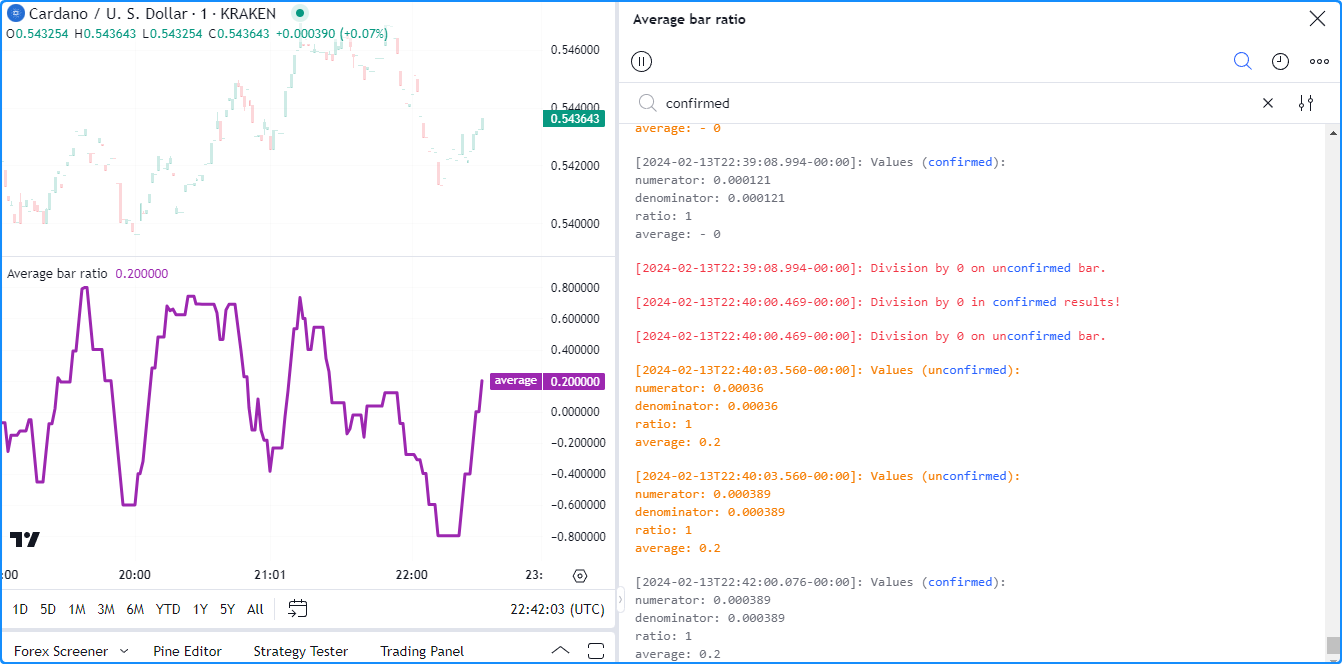 Cardano / U. S. Dollar · 1 · KRAKEN
O0.543254 H0.543643 L0.543254 C0.543643 +0.000390 (+0.07%)
0.546000
0.544000
0.543643
0.542000
0.540000
Average bar ratio 0.200000
0.800000
0.600000
0.400000
average 0.200000
0.000000
−0.200000
−0.400000
−0.600000
−0.800000
:00 20:00 21:01 22:00 23:
1D 5D 1M 3M 6M YTD 1Y 5Y All 22:42:03 (UTC)
Forex Screener Pine Editor Strategy Tester Trading Panel
Average bar ratio
confirmed
average: - 0
[2024-02-13T22:39:08.994-00:00]: Values (confirmed):
numerator: 0.000121
denominator: 0.000121
ratio: 1
average: - 0
[2024-02-13T22:39:08.994-00:00]: Division by 0 on unconfirmed bar.
[2024-02-13T22:40:00.469-00:00]: Division by 0 in confirmed results!
[2024-02-13T22:40:00.469-00:00]: Division by 0 on unconfirmed bar.
[2024-02-13T22:40:03.560-00:00]: Values (unconfirmed):
numerator: 0.00036
denominator: 0.00036
ratio: 1
average: 0.2
[2024-02-13T22:40:03.560-00:00]: Values (unconfirmed):
numerator: 0.000389
denominator: 0.000389
ratio: 1
average: 0.2
[2024-02-13T22:42:00.076-00:00]: Values (confirmed):
numerator: 0.000389
denominator: 0.000389
ratio: 1
average: 0.2